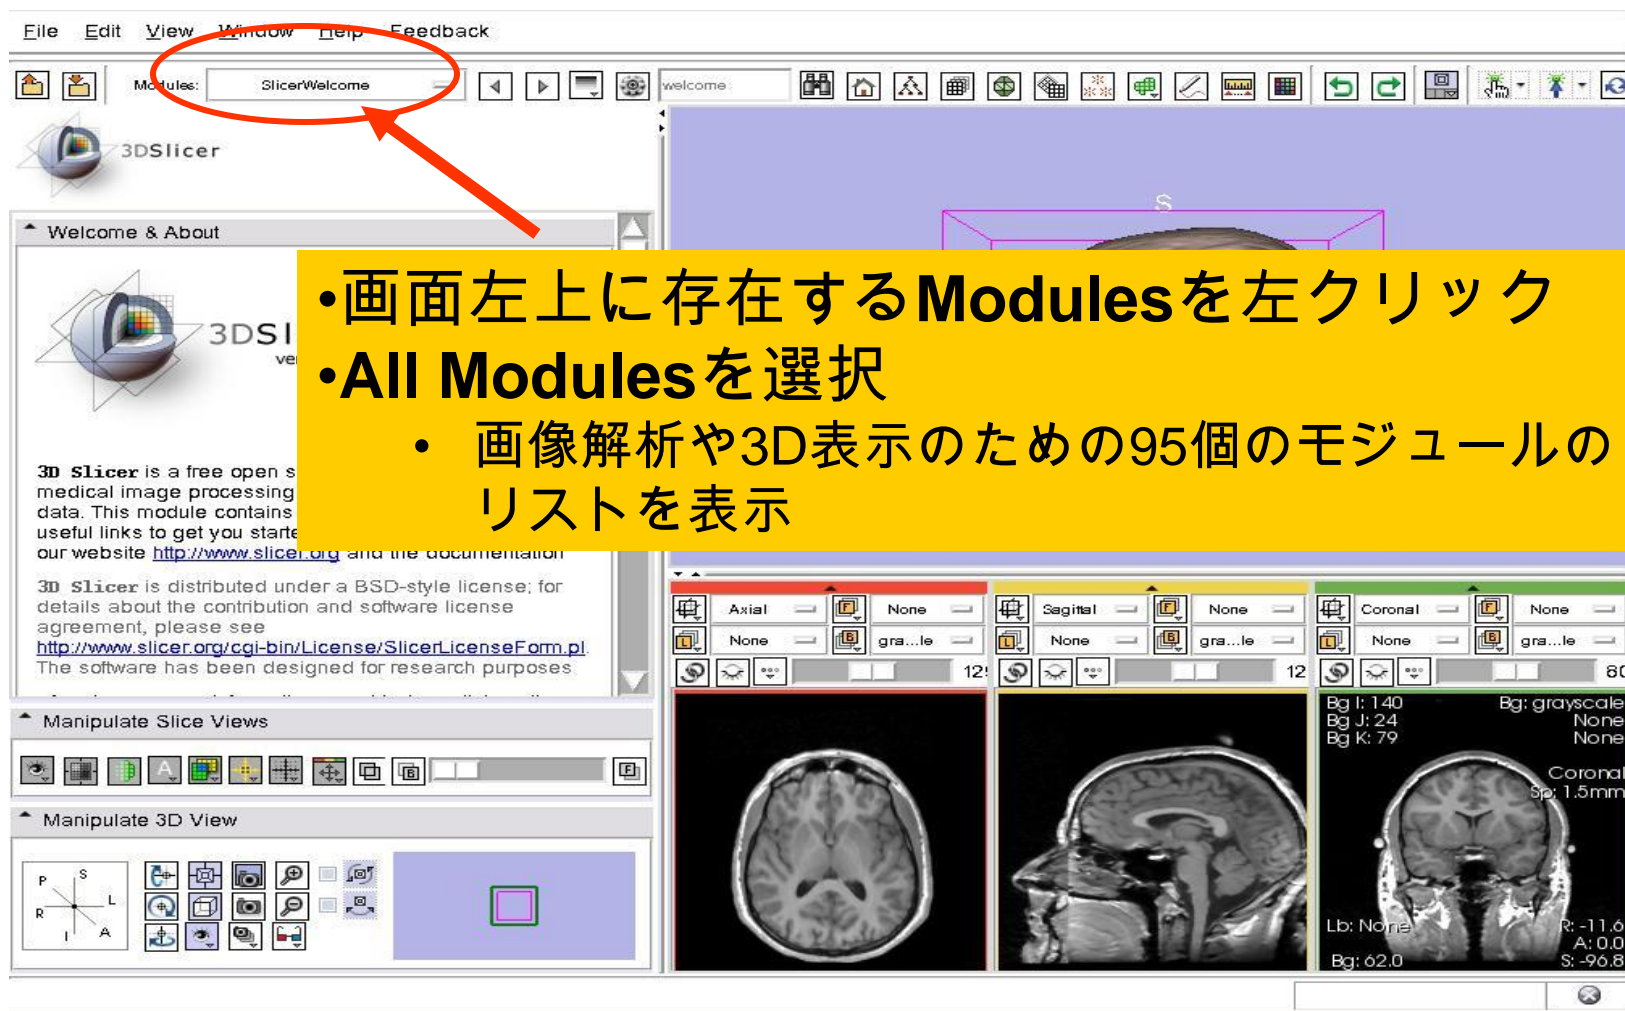 File Edit View Window Help Feedback
Modules: SlicerWelcome welcome
3DSlicer
Welcome & About
S
•画面左上に存在するModulesを左クリック
•All Modulesを選択
• 画像解析や3D表示のための95個のモジュールの
リストを表示
3DSl
ve
3D Slicer is a free open s
medical image processing
data. This module contains
useful links to get you starte
our website http://www.slicer.org and the documentation
3D Slicer is distributed under a BSD-style license; for
details about the contribution and software license
agreement, please see
http://www.slicer.org/cgi-bin/License/SlicerLicenseForm.pl.
The software has been designed for research purposes
Manipulate Slice Views
Manipulate 3D View
P S L R I A
Axial None
None gra...le
12
Sagittal None
None gra...le
12
Coronal None
None gra...le
80
Bg I: 140 Bg: grayscale
Bg J: 24 None
Bg K: 79 None
Coronal
Sp: 1.5mm
Lb: None R: -11.6
A: 0.0
Bg: 62.0 S: -96.8